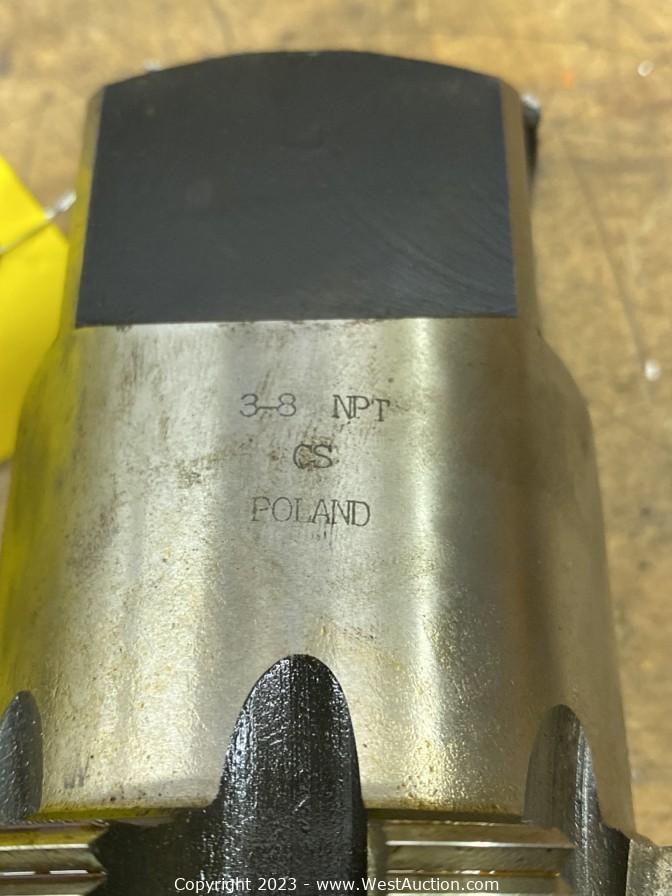 3-8 NPT
CS
POLAND
Copyright 2023 - www.WestAuction.com